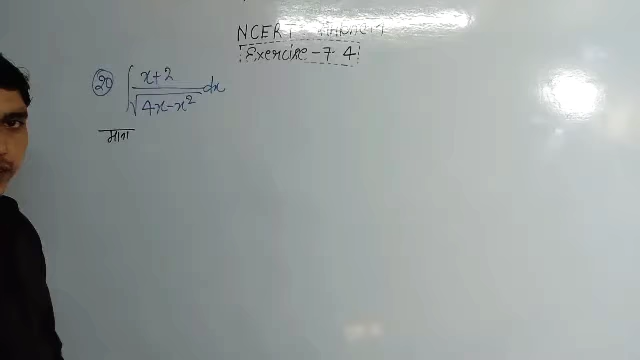 NCERT
Exercise-7.4
20 ∫ x+2 / √4x-x² dx
माना